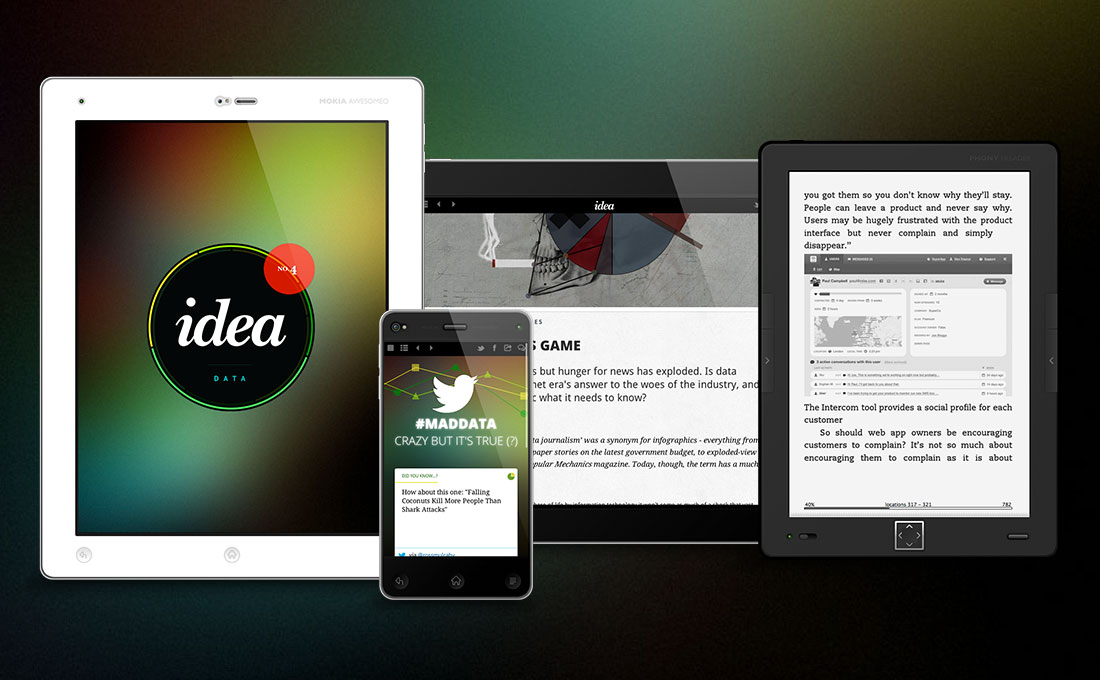 MOKIA AWESOMEO
NO.4
idea
DATA
idea
ES
S GAME
s but hunger for news has exploded. Is data
net era's answer to the woes of the industry, and
c what it needs to know?
ta journalism' was a synonym for infographics - everything from
paper stories on the latest government budget, to exploded-view
pular Mechanics magazine. Today, though, the term has a much
#MADDATA
CRAZY BUT IT'S TRUE (?)
DID YOU KNOW...?
How about this one: "Falling
Coconuts Kill More People Than
Shark Attacks"
you got them so you don't know why they'll stay.
People can leave a product and never say why.
Users may be hugely frustrated with the product
interface but never complain and simply
disappear."
Paul Campbell
The Intercom tool provides a social profile for each
customer
So should web app owners be encouraging
customers to complain? It's not so much about
encouraging them to complain as it is about
40% locations 317 – 321 782